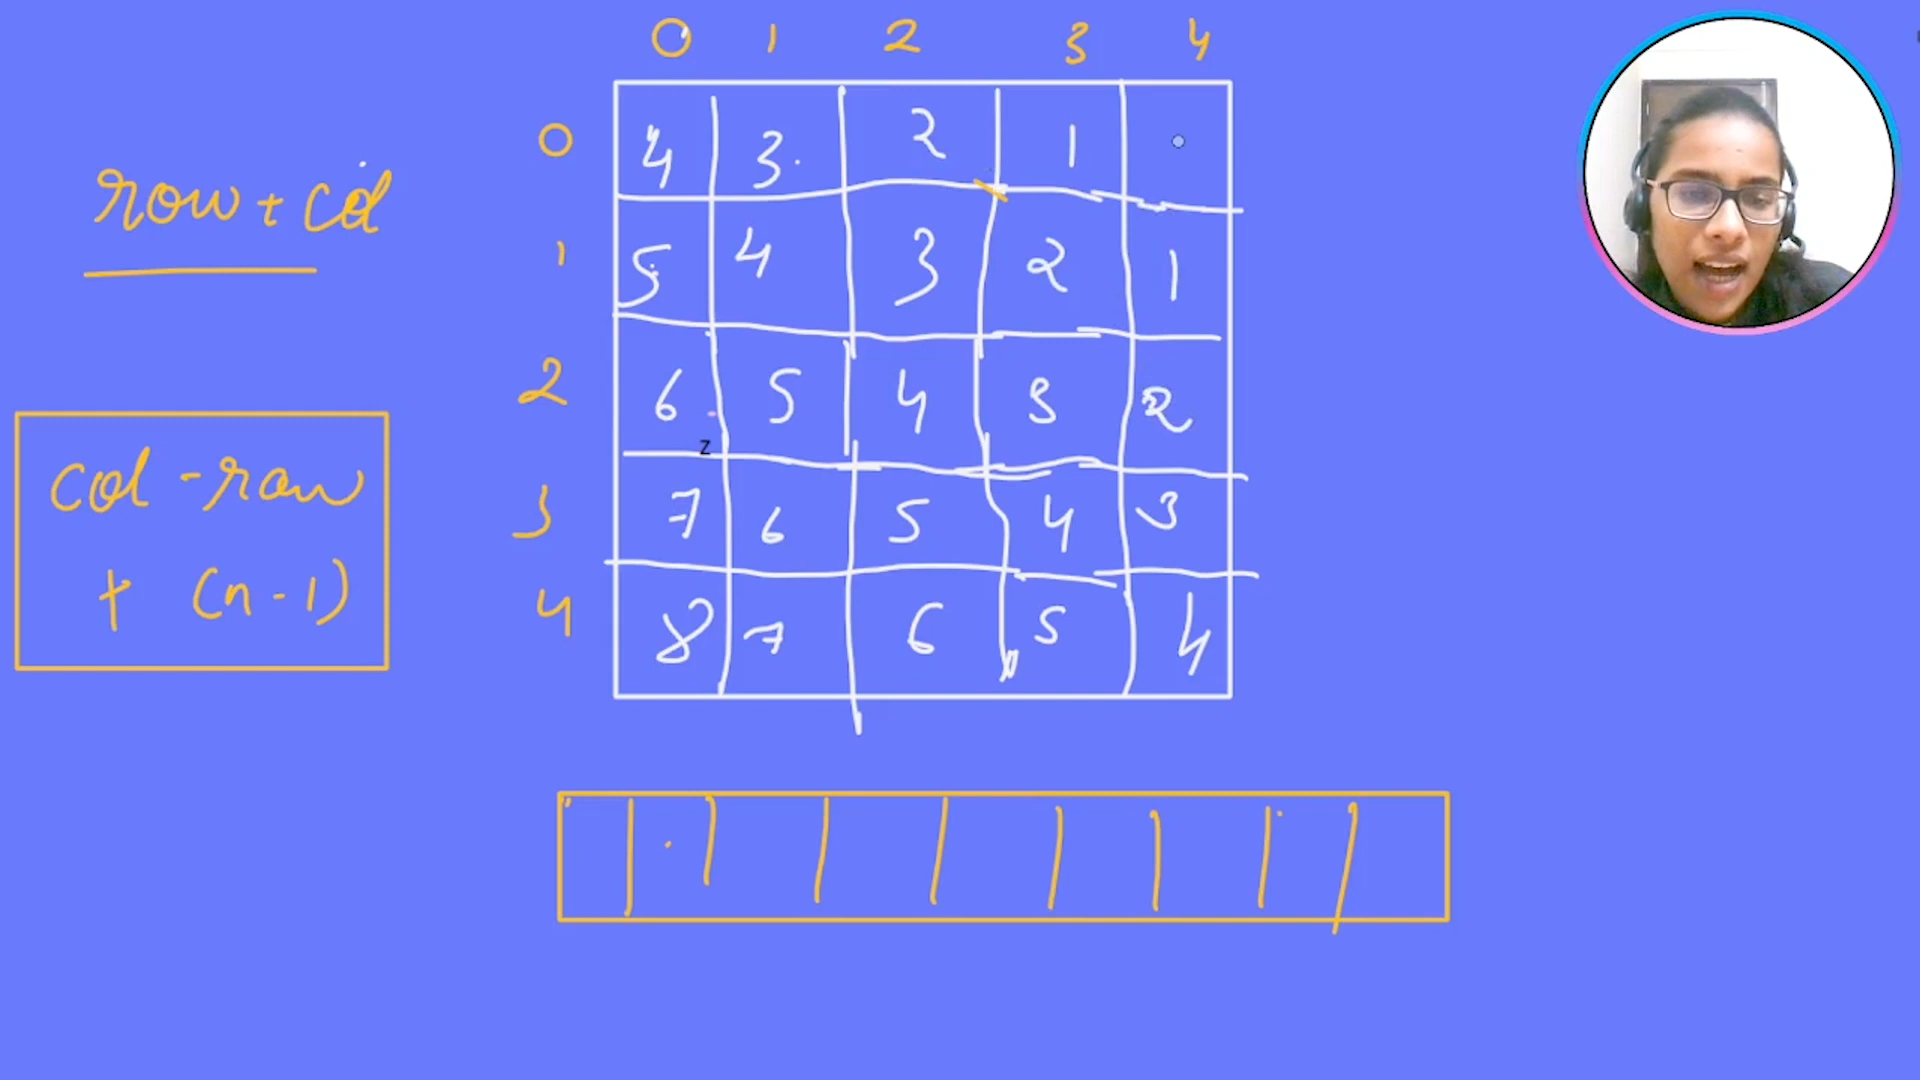 0 1 2 3 4
row + col
0 4 3 2 1
1 5 4 3 2 1
2 6 5 4 3 2
z
col - row
+ (n - 1)
3 7 6 5 4 3
4 8 7 6 5 4